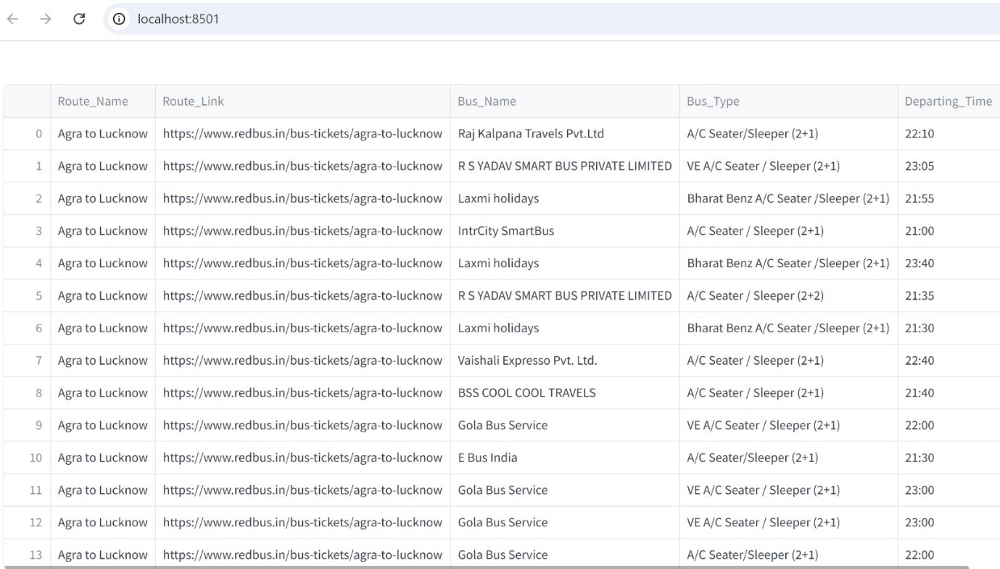 localhost:8501
Route_Name Route_Link Bus_Name Bus_Type Departing_Time
0 Agra to Lucknow https://www.redbus.in/bus-tickets/agra-to-lucknow Raj Kalpana Travels Pvt.Ltd A/C Seater/Sleeper (2+1) 22:10
1 Agra to Lucknow https://www.redbus.in/bus-tickets/agra-to-lucknow R S YADAV SMART BUS PRIVATE LIMITED VE A/C Seater / Sleeper (2+1) 23:05
2 Agra to Lucknow https://www.redbus.in/bus-tickets/agra-to-lucknow Laxmi holidays Bharat Benz A/C Seater /Sleeper (2+1) 21:55
3 Agra to Lucknow https://www.redbus.in/bus-tickets/agra-to-lucknow IntrCity SmartBus A/C Seater / Sleeper (2+1) 21:00
4 Agra to Lucknow https://www.redbus.in/bus-tickets/agra-to-lucknow Laxmi holidays Bharat Benz A/C Seater /Sleeper (2+1) 23:40
5 Agra to Lucknow https://www.redbus.in/bus-tickets/agra-to-lucknow R S YADAV SMART BUS PRIVATE LIMITED A/C Seater / Sleeper (2+2) 21:35
6 Agra to Lucknow https://www.redbus.in/bus-tickets/agra-to-lucknow Laxmi holidays Bharat Benz A/C Seater /Sleeper (2+1) 21:30
7 Agra to Lucknow https://www.redbus.in/bus-tickets/agra-to-lucknow Vaishali Expresso Pvt. Ltd. A/C Seater / Sleeper (2+1) 22:40
8 Agra to Lucknow https://www.redbus.in/bus-tickets/agra-to-lucknow BSS COOL COOL TRAVELS A/C Seater / Sleeper (2+1) 21:40
9 Agra to Lucknow https://www.redbus.in/bus-tickets/agra-to-lucknow Gola Bus Service VE A/C Seater / Sleeper (2+1) 22:00
10 Agra to Lucknow https://www.redbus.in/bus-tickets/agra-to-lucknow E Bus India A/C Seater/Sleeper (2+1) 21:30
11 Agra to Lucknow https://www.redbus.in/bus-tickets/agra-to-lucknow Gola Bus Service VE A/C Seater / Sleeper (2+1) 23:00
12 Agra to Lucknow https://www.redbus.in/bus-tickets/agra-to-lucknow Gola Bus Service VE A/C Seater / Sleeper (2+1) 23:00
13 Agra to Lucknow https://www.redbus.in/bus-tickets/agra-to-lucknow Gola Bus Service A/C Seater/Sleeper (2+1) 22:00